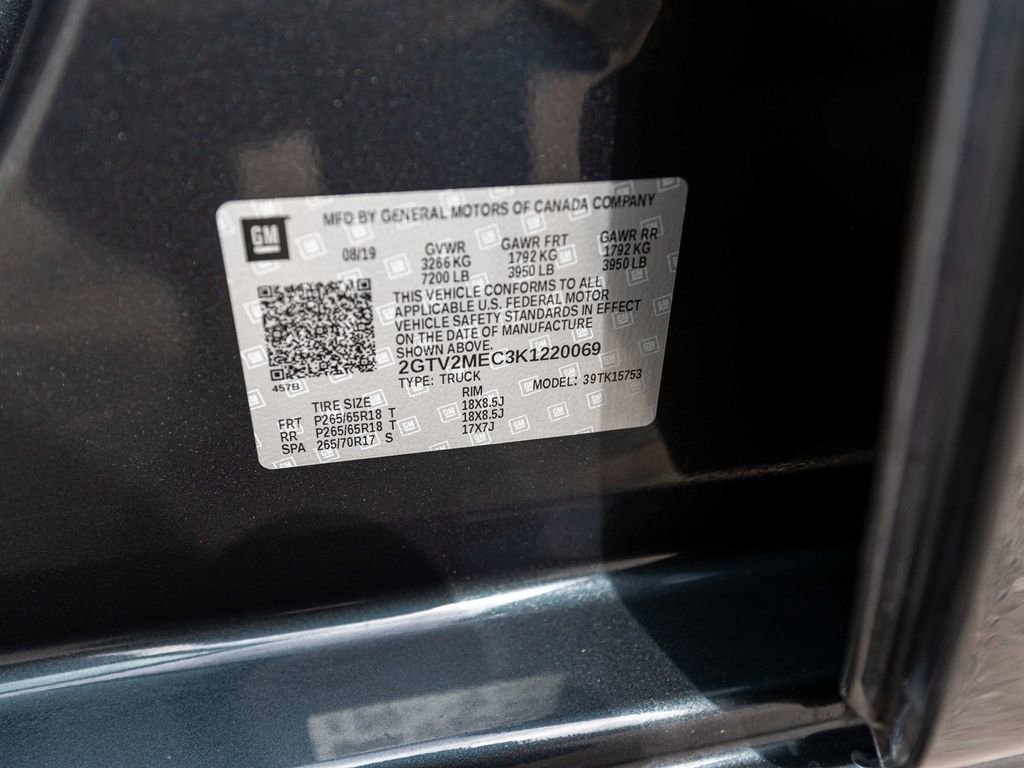 GM
MFD BY GENERAL MOTORS OF CANADA COMPANY
08/19 GVWR GAWR FRT GAWR RR
3266 KG 1792 KG 1792 KG
7200 LB 3950 LB 3950 LB
THIS VEHICLE CONFORMS TO ALL
APPLICABLE U.S. FEDERAL MOTOR
VEHICLE SAFETY STANDARDS IN EFFECT
ON THE DATE OF MANUFACTURE
SHOWN ABOVE.
2GTV2MEC3K1220069
457B TYPE: TRUCK MODEL: 39TK15753
TIRE SIZE RIM
FRT P265/65R18 T 18X8.5J
RR P265/65R18 T 18X8.5J
SPA 265/70R17 S 17X7J